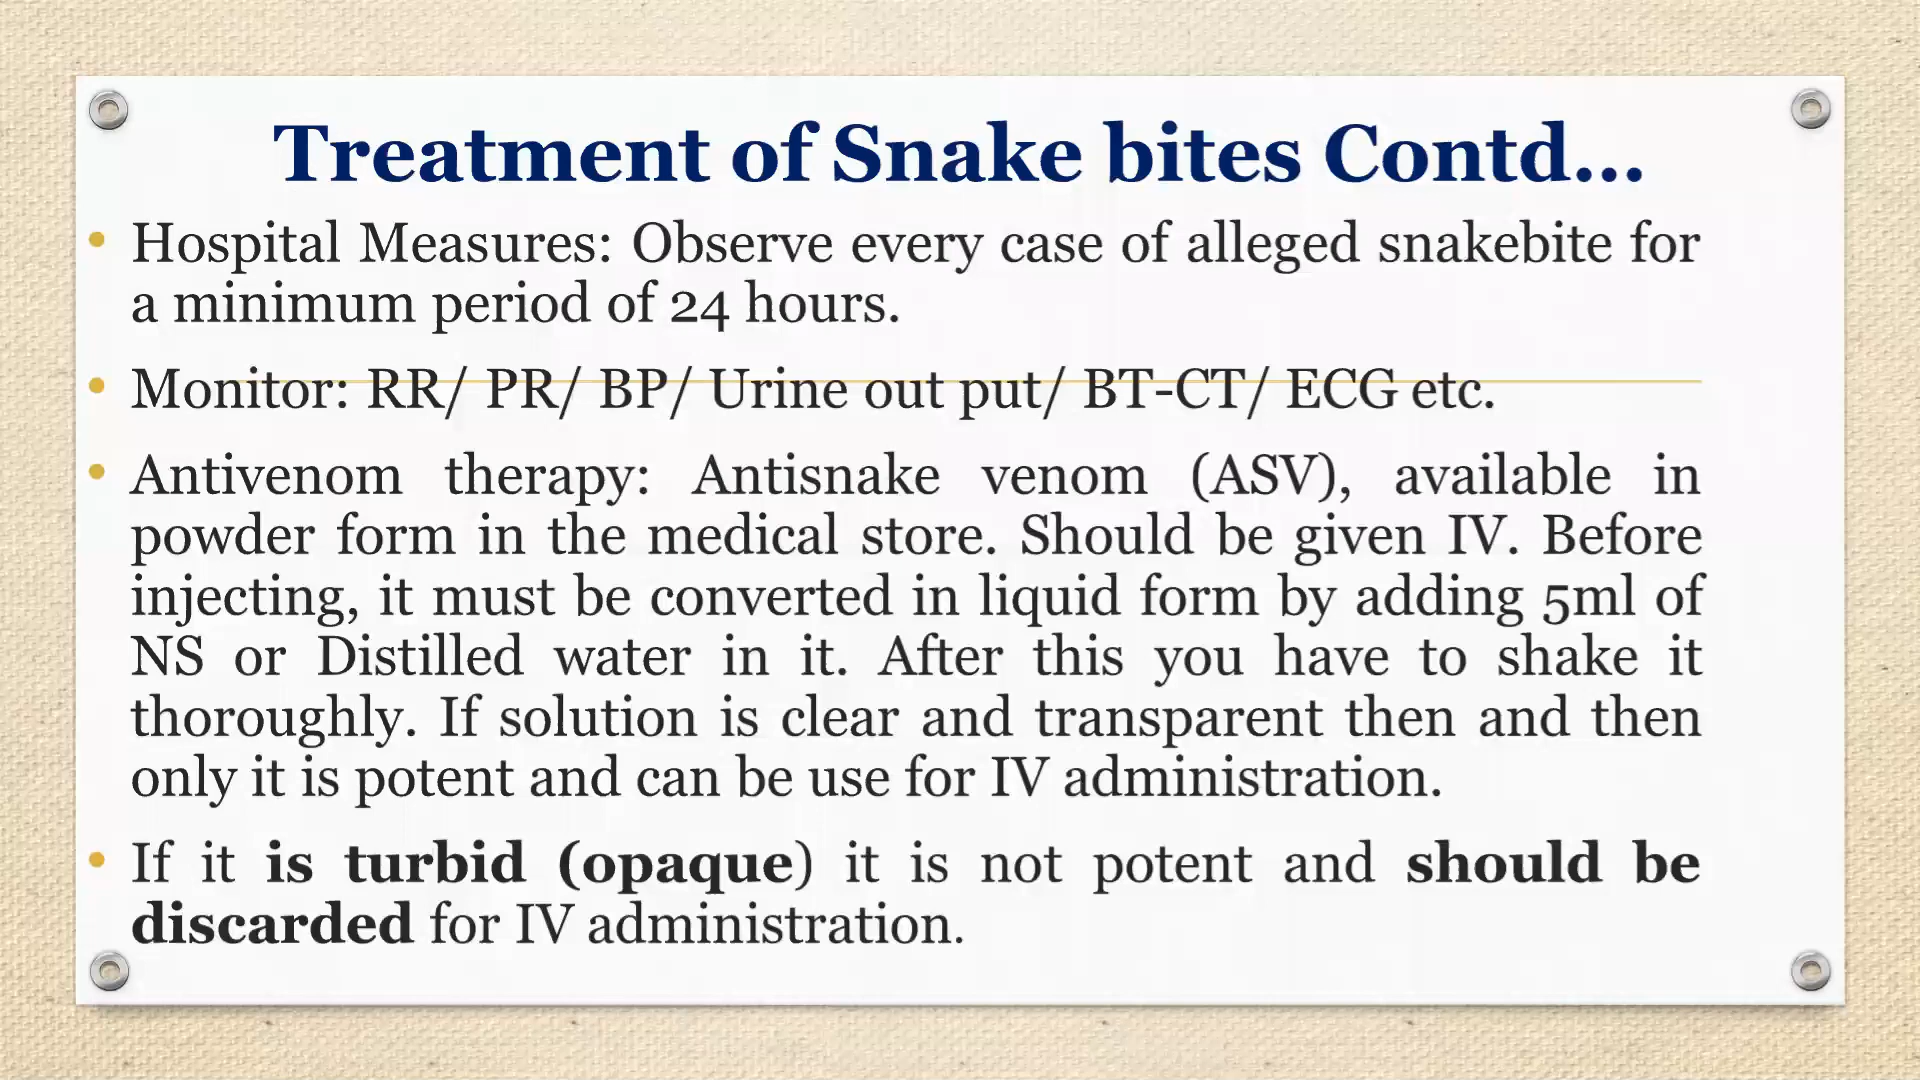 Treatment of Snake bites Contd...
• Hospital Measures: Observe every case of alleged snakebite for
a minimum period of 24 hours.
• Monitor: RR/ PR/ BP/ Urine out put/ BT-CT/ ECG etc.
• Antivenom therapy: Antisnake venom (ASV), available in
powder form in the medical store. Should be given IV. Before
injecting, it must be converted in liquid form by adding 5ml of
NS or Distilled water in it. After this you have to shake it
thoroughly. If solution is clear and transparent then and then
only it is potent and can be use for IV administration.
• If it is turbid (opaque) it is not potent and should be
discarded for IV administration.